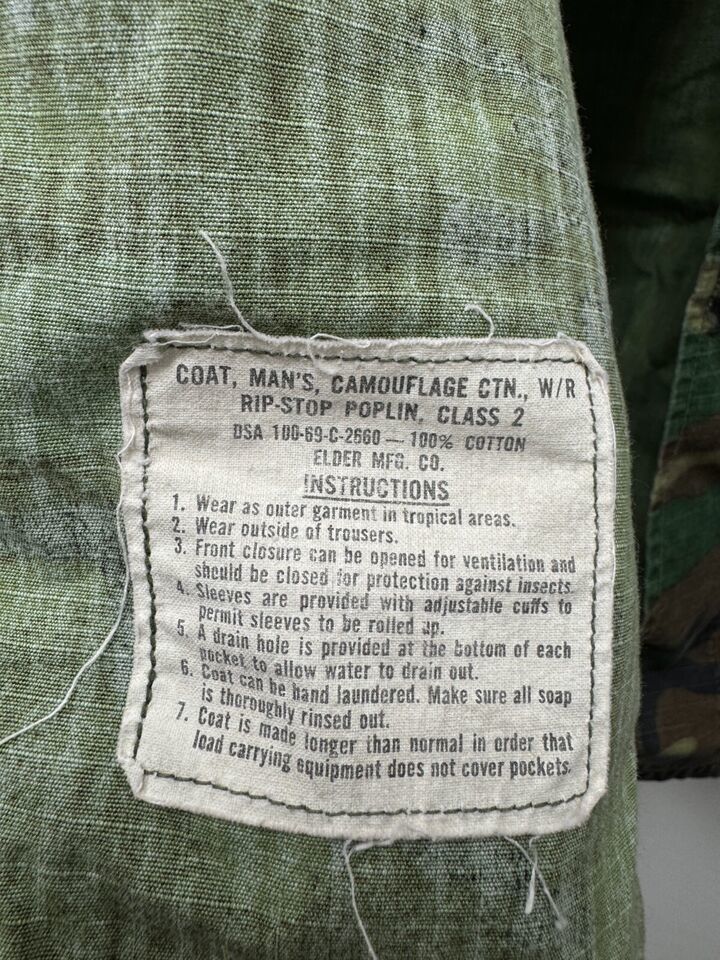 COAT, MAN'S, CAMOUFLAGE CTN., W/R
RIP-STOP POPLIN, CLASS 2
DSA 100-69-C-2660 — 100% COTTON
ELDER MFG. CO.
INSTRUCTIONS
1. Wear as outer garment in tropical areas.
2. Wear outside of trousers.
3. Front closure can be opened for ventilation and
should be closed for protection against insects.
4. Sleeves are provided with adjustable cuffs to
permit sleeves to be rolled up.
5. A drain hole is provided at the bottom of each
pocket to allow water to drain out.
6. Coat can be hand laundered. Make sure all soap
is thoroughly rinsed out.
7. Coat is made longer than normal in order that
load carrying equipment does not cover pockets.